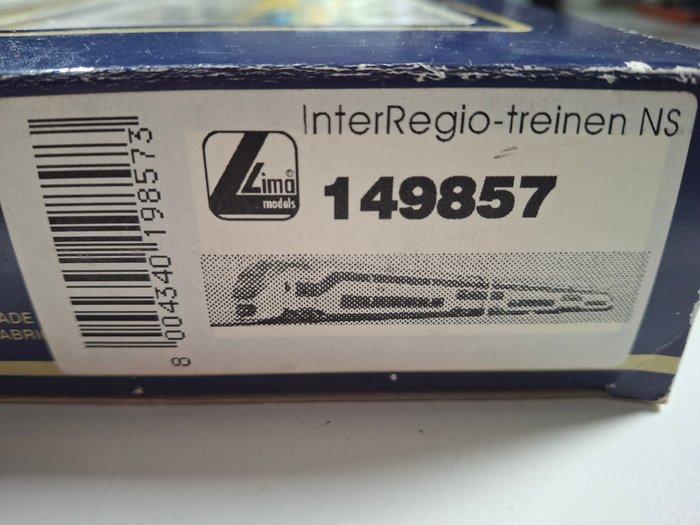 InterRegio-treinen NS
Lima©
models
149857
8 004340 198573
ADE
ABRI